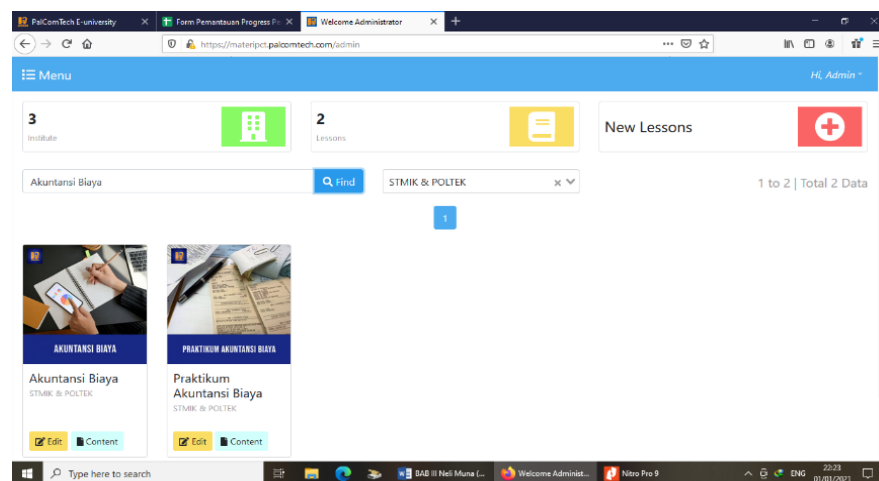 PalComTech E-university
Form Pemantauan Progress Pe
Welcome Administrator
https://materipct.palcomtech.com/admin
Menu
Hi, Admin
3
Institute
2
Lessons
New Lessons
Akuntansi Biaya
Find
STMIK & POLTEK
1 to 2 | Total 2 Data
1
AKUNTANSI BIAYA
PRAKTIKUM AKUNTANSI BIAYA
Akuntansi Biaya
STMIK & POLTEK
Praktikum
Akuntansi Biaya
STMIK & POLTEK
Edit
Content
Edit
Content
Type here to search
BAB III Neli Muna (...
Welcome Administ...
Nitro Pro 9
ENG
22:23
01/01/2021